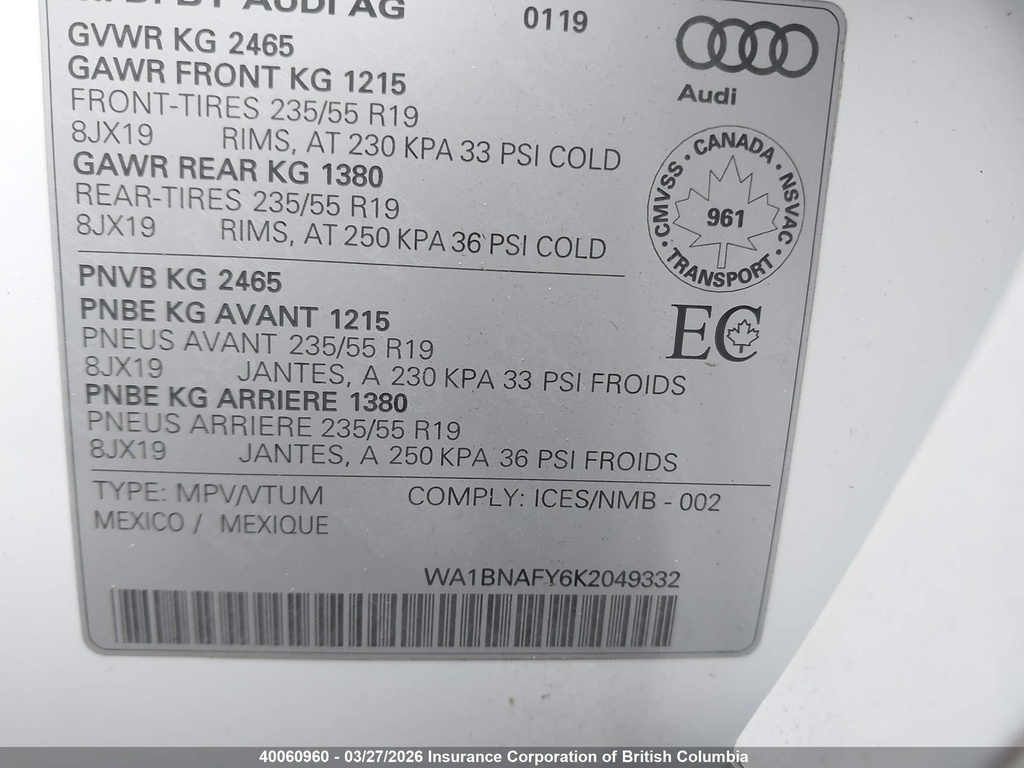 MFD. BY AUDI AG 0119
GVWR KG 2465
GAWR FRONT KG 1215
FRONT-TIRES 235/55 R19
8JX19 RIMS, AT 230 KPA 33 PSI COLD
GAWR REAR KG 1380
REAR-TIRES 235/55 R19
8JX19 RIMS, AT 250 KPA 36 PSI COLD
Audi
CMVSS • CANADA • NSVAC • TRANSPORT •
961
PNVB KG 2465
PNBE KG AVANT 1215
PNEUS AVANT 235/55 R19
8JX19 JANTES, A 230 KPA 33 PSI FROIDS
PNBE KG ARRIERE 1380
PNEUS ARRIERE 235/55 R19
8JX19 JANTES, A 250 KPA 36 PSI FROIDS
EC
TYPE: MPV/VTUM COMPLY: ICES/NMB - 002
MEXICO / MEXIQUE
WA1BNAFY6K2049332
40060960 - 03/27/2026 Insurance Corporation of British Columbia